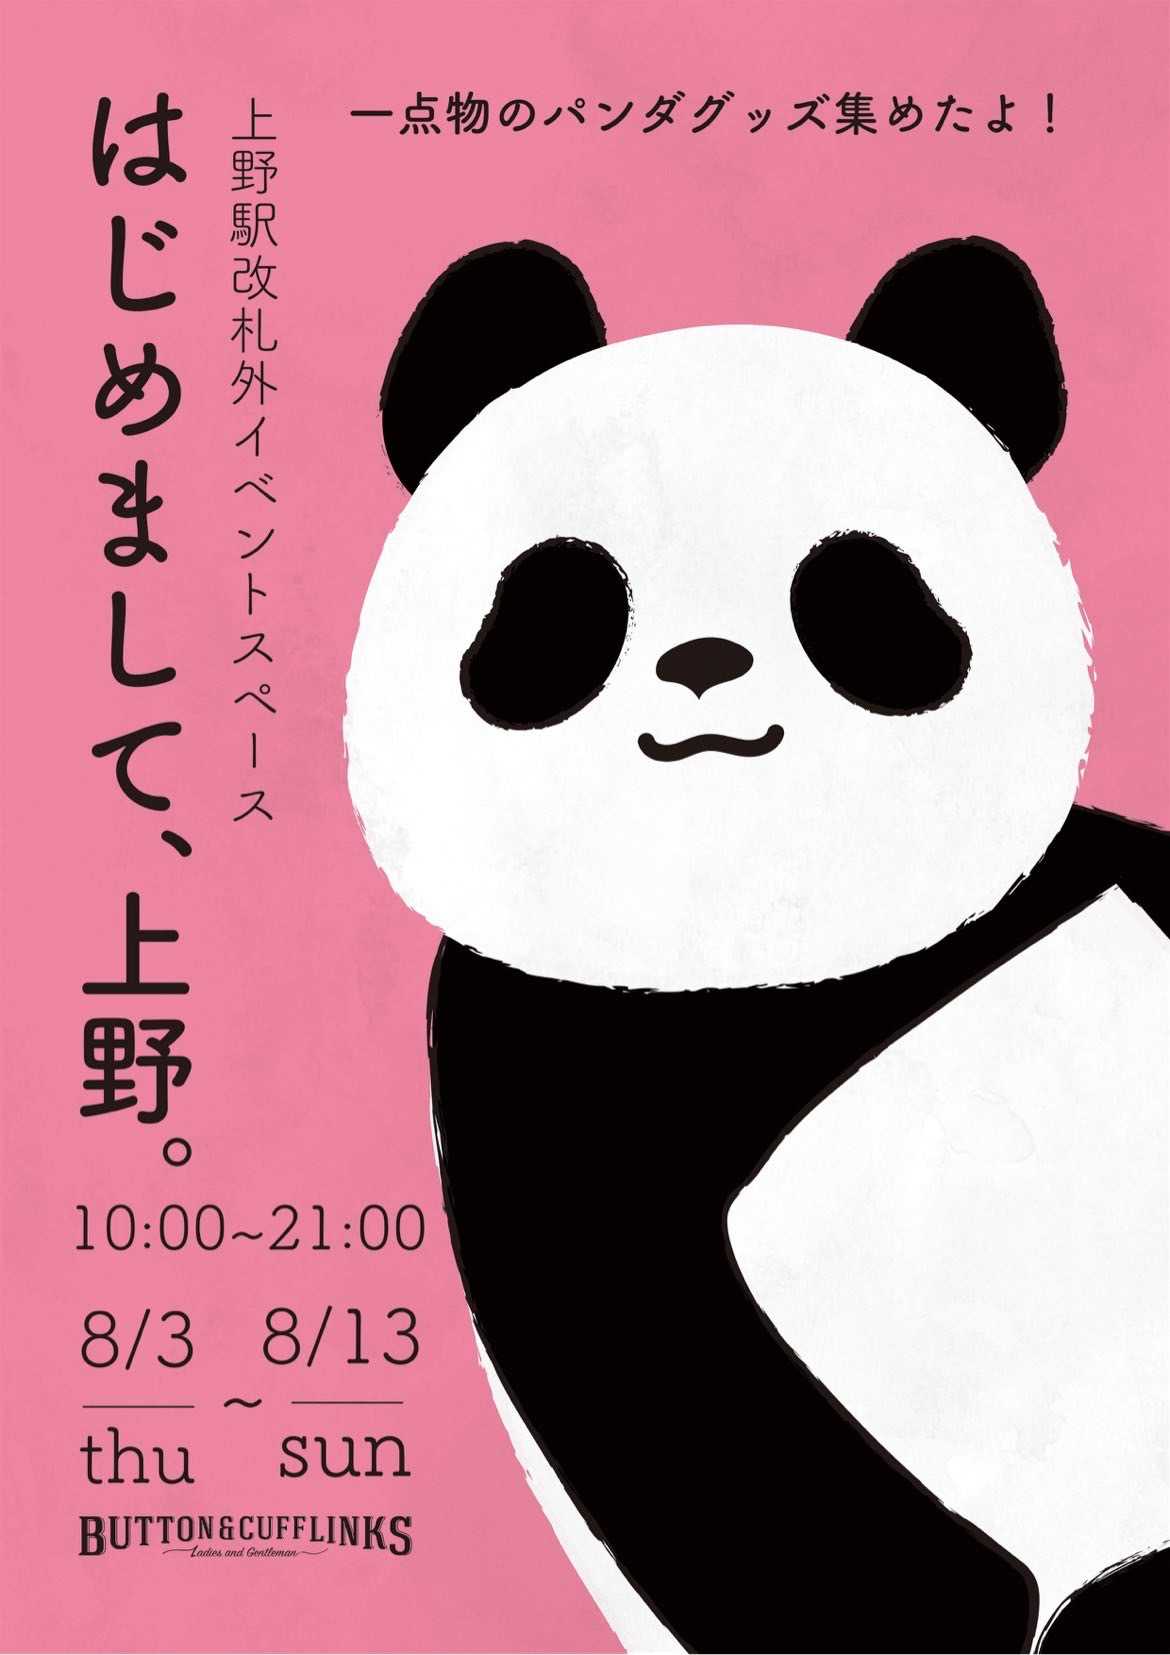 一点物のパンダグッズ集めたよ！
上野駅改札外イベントスペース
はじめまして、上野。
10:00~21:00
8/3 ~ 8/13
thu sun
BUTTON&CUFFLINKS
Ladies and Gentleman